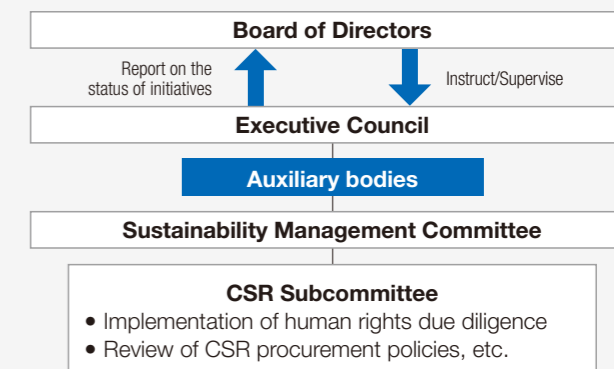 Board of Directors
Report on the
status of initiatives
Instruct/Supervise
Executive Council
Auxiliary bodies
Sustainability Management Committee
CSR Subcommittee
• Implementation of human rights due diligence
• Review of CSR procurement policies, etc.